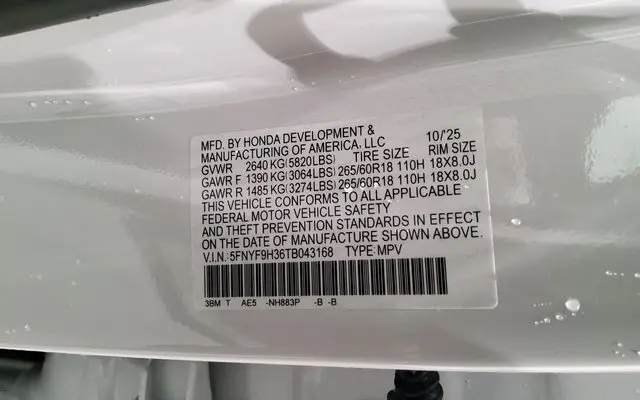 MFD. BY HONDA DEVELOPMENT & 10/'25
MANUFACTURING OF AMERICA, LLC
GVWR 2640 KG(5820LBS) TIRE SIZE RIM SIZE
GAWR F 1390 KG(3064LBS) 265/60R18 110H 18X8.0J
GAWR R 1485 KG(3274LBS) 265/60R18 110H 18X8.0J
THIS VEHICLE CONFORMS TO ALL APPLICABLE
FEDERAL MOTOR VEHICLE SAFETY
AND THEFT PREVENTION STANDARDS IN EFFECT
ON THE DATE OF MANUFACTURE SHOWN ABOVE.
V.I.N.: 5FNYF9H36TB043168 TYPE: MPV
3BM T AE5 -NH883P -B -B